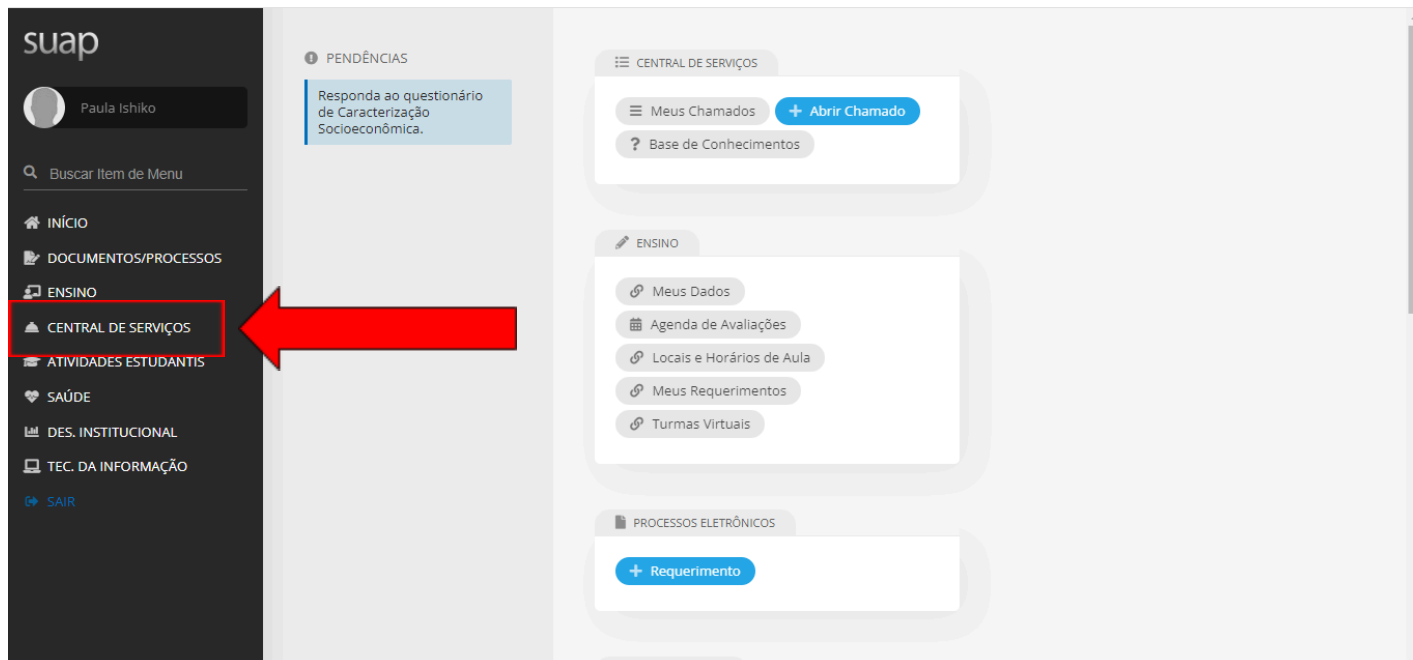 suap
Paula Ishiko
Buscar Item de Menu
INÍCIO
DOCUMENTOS/PROCESSOS
ENSINO
CENTRAL DE SERVIÇOS
ATIVIDADES ESTUDANTIS
SAÚDE
DES. INSTITUCIONAL
TEC. DA INFORMAÇÃO
SAIR
PENDÊNCIAS
Responda ao questionário
de Caracterização
Socioeconômica.
CENTRAL DE SERVIÇOS
Meus Chamados
+ Abrir Chamado
? Base de Conhecimentos
ENSINO
Meus Dados
Agenda de Avaliações
Locais e Horários de Aula
Meus Requerimentos
Turmas Virtuais
PROCESSOS ELETRÔNICOS
+ Requerimento